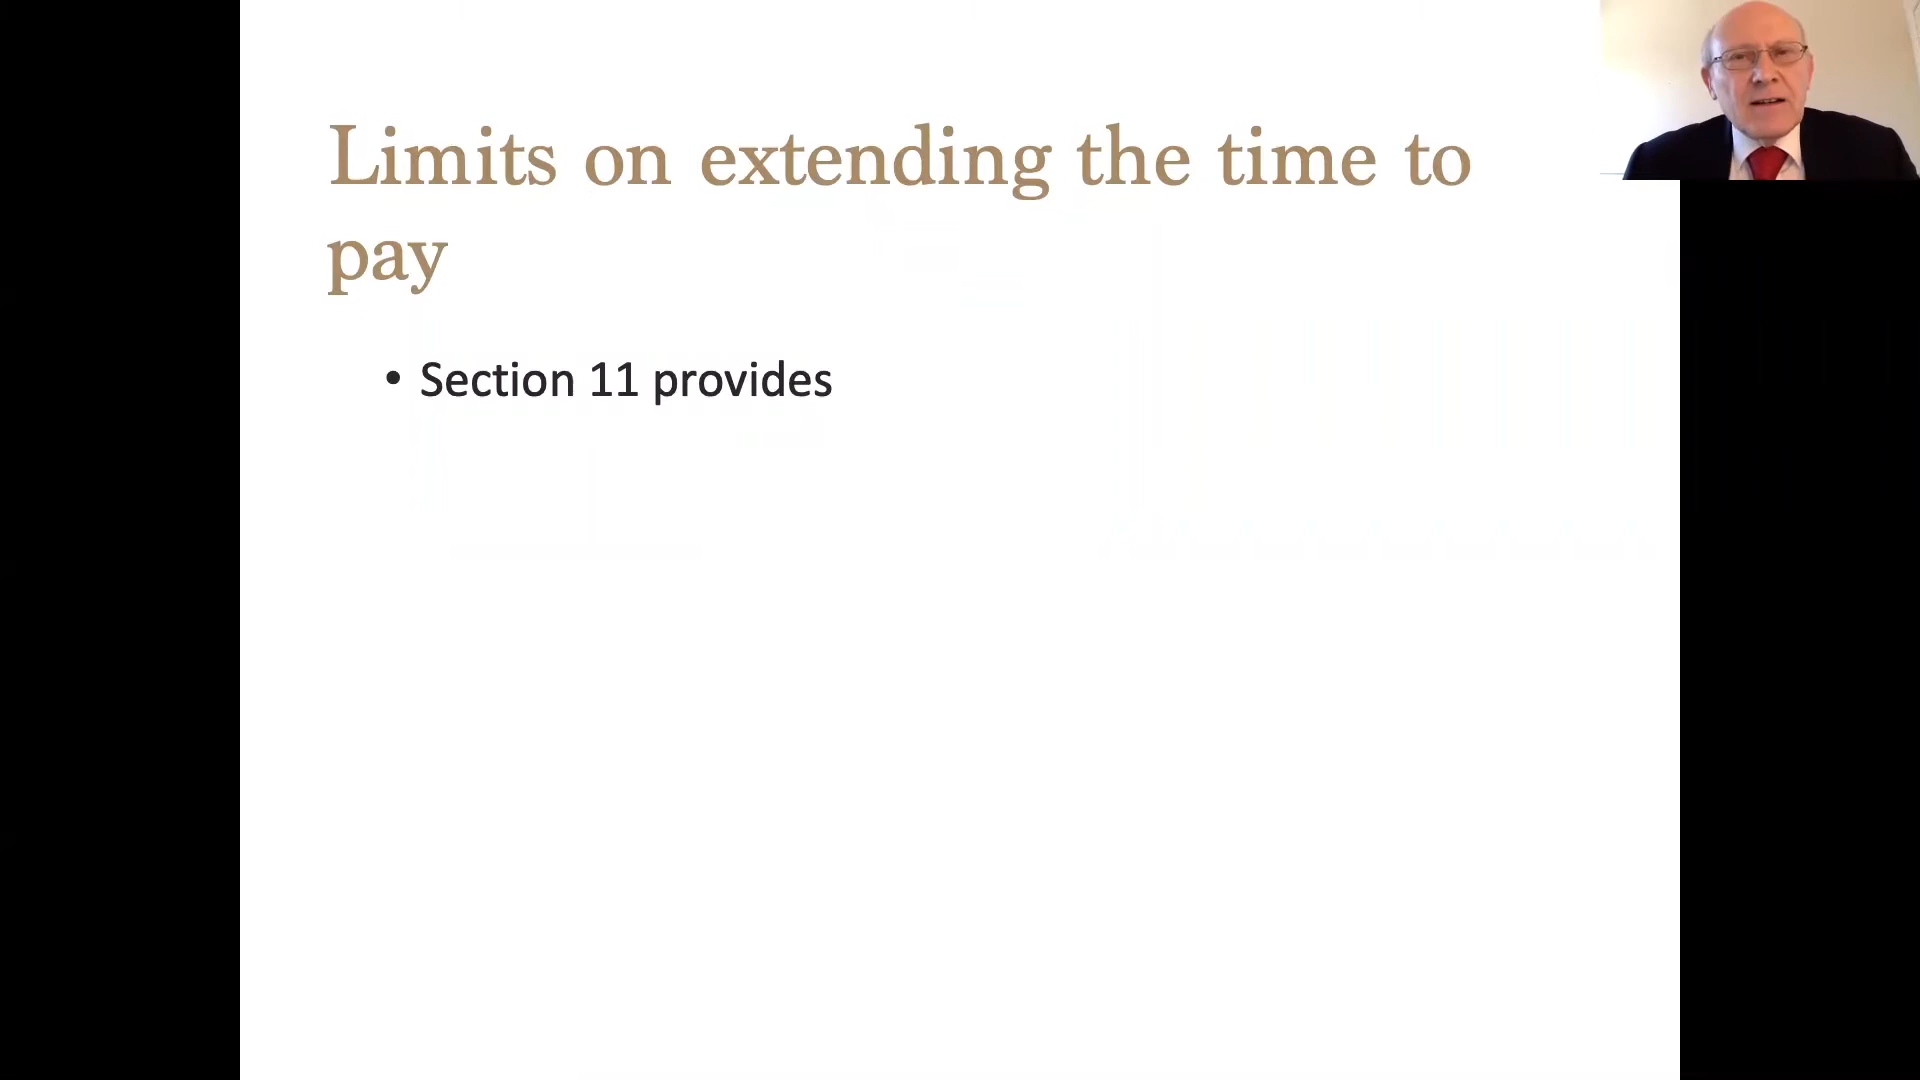 Limits on extending the time to
pay
• Section 11 provides